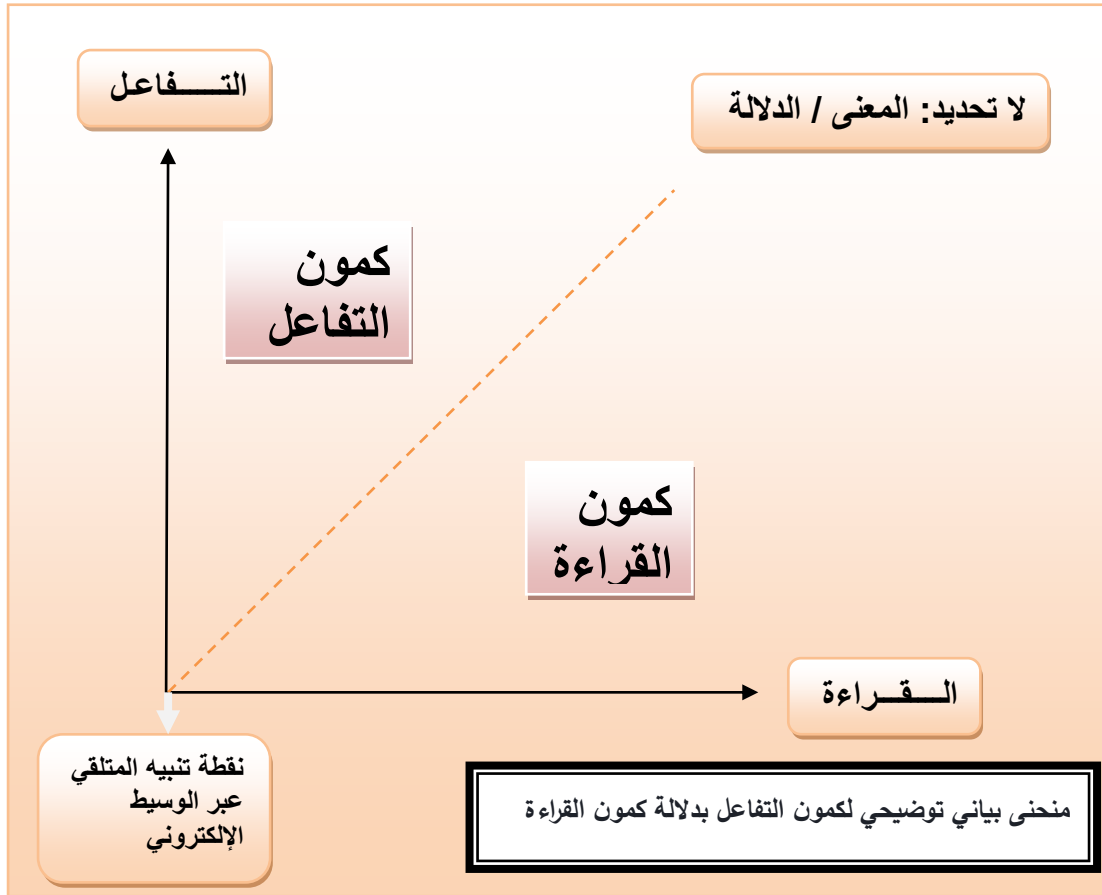 التـــــفاعل
لا تحديد: المعنى / الدلالة
كمون
التفاعل
كمون
القراءة
الـــقـــراءة
نقطة تنبيه المتلقي
عبر الوسيط
الإلكتروني
منحنى بياني توضيحي لكمون التفاعل بدلالة كمون القراءة